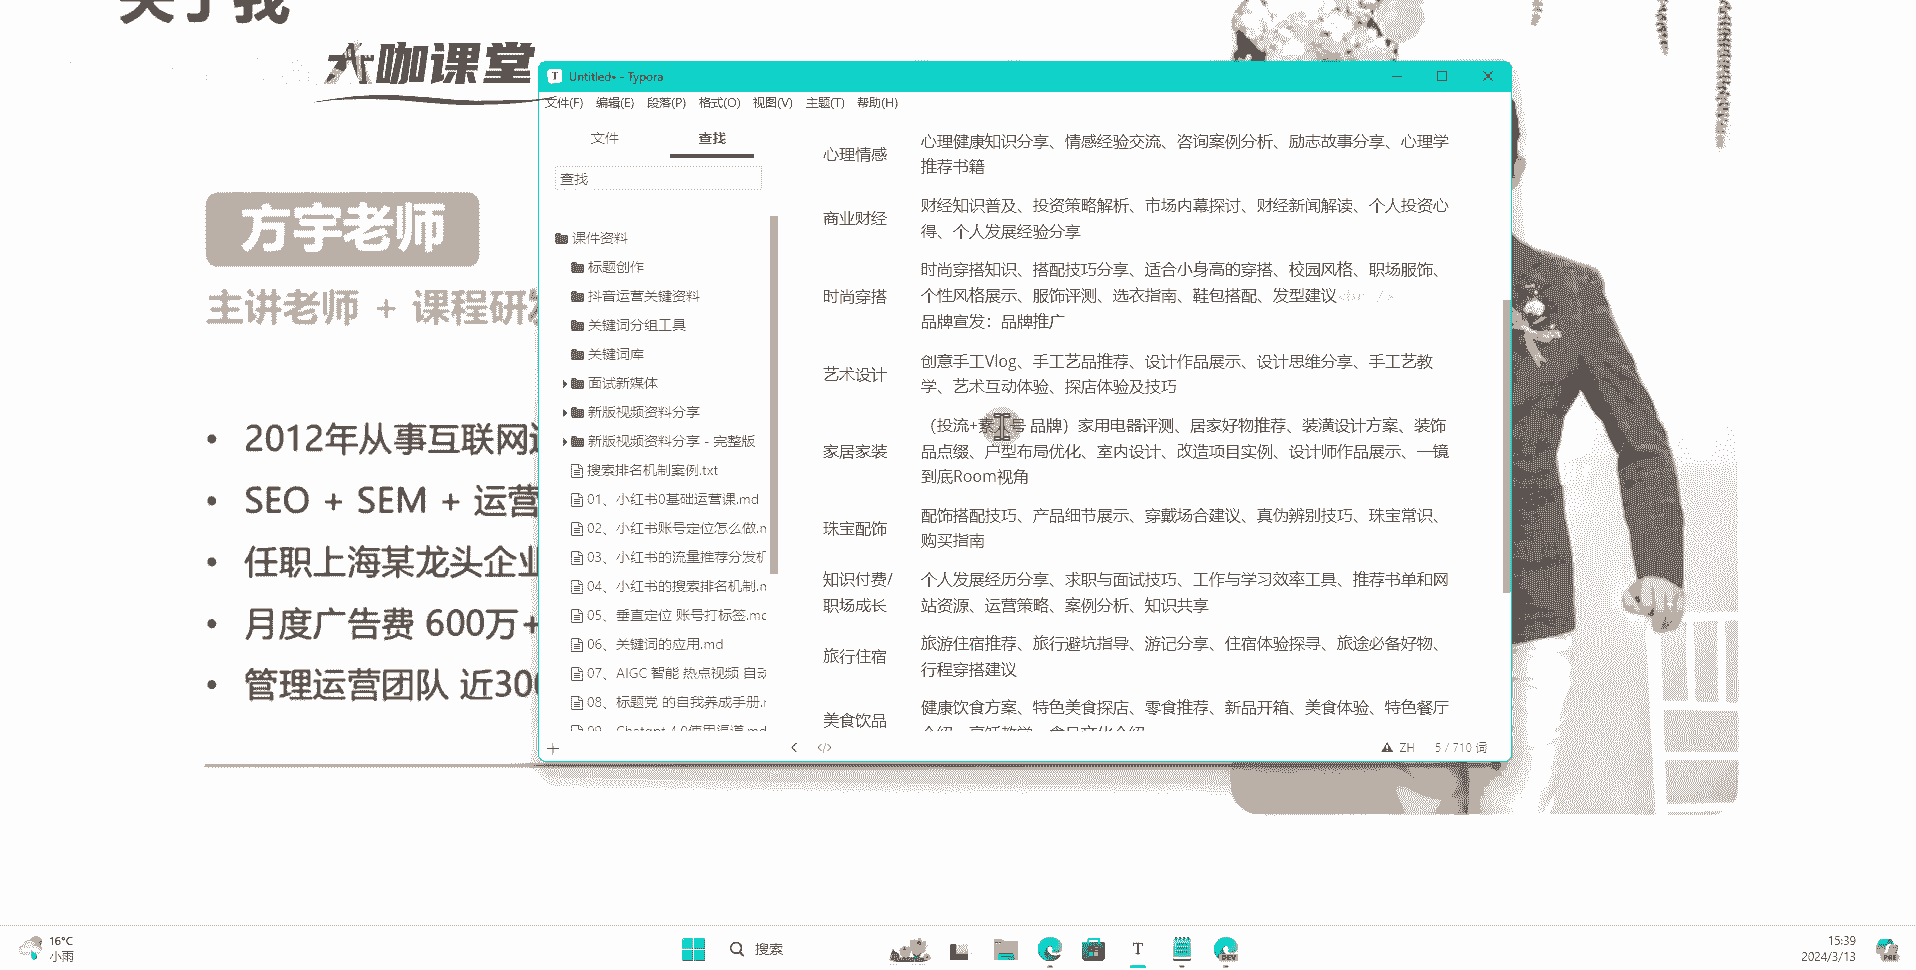 关于我
大咖课堂
方宇老师
主讲老师 + 课程研发
2012年从事互联网
SEO + SEM + 运营
任职上海某龙头企业
月度广告费 600万+
管理运营团队 近300
Untitled• - Typora
文件(F) 编辑(E) 段落(P) 格式(O) 视图(V) 主题(T) 帮助(H)
文件 查找
查找
课件资料
标题创作
抖音运营关键资料
关键词分组工具
关键词库
面试新媒体
新版视频资料分享
新版视频资料分享 - 完整版
搜索排名机制案例.txt
01、小红书0基础运营课.md
02、小红书账号定位怎么做.m
03、小红书的流量推荐分发机
04、小红书的搜索排名机制.m
05、垂直定位 账号打标签.md
06、关键词的应用.md
07、AIGC 智能 热点视频 自动
08、标题党 的自我养成手册.m
09、Chatgpt 4.0使用渠道.md
心理情感
心理健康知识分享、情感经验交流、咨询案例分析、励志故事分享、心理学
推荐书籍
商业财经
财经知识普及、投资策略解析、市场内幕探讨、财经新闻解读、个人投资心
得、个人发展经验分享
时尚穿搭
时尚穿搭知识、搭配技巧分享、适合小身高的穿搭、校园风格、职场服饰、
个性风格展示、服饰评测、选衣指南、鞋包搭配、发型建议<br />
品牌宣发：品牌推广
艺术设计
创意手工Vlog、手工艺品推荐、设计作品展示、设计思维分享、手工艺教
学、艺术互动体验、探店体验及技巧
家居家装
（投流+ 号 品牌）家用电器评测、居家好物推荐、装潢设计方案、装饰
品点缀、户型布局优化、室内设计、改造项目实例、设计师作品展示、一镜
到底Room视角
珠宝配饰
配饰搭配技巧、产品细节展示、穿戴场合建议、真伪辨别技巧、珠宝常识、
购买指南
知识付费/
职场成长
个人发展经历分享、求职与面试技巧、工作与学习效率工具、推荐书单和网
站资源、运营策略、案例分析、知识共享
旅行住宿
旅游住宿推荐、旅行避坑指导、游记分享、住宿体验探寻、旅途必备好物、
行程穿搭建议
美食饮品
健康饮食方案、特色美食探店、零食推荐、新品开箱、美食体验、特色餐厅
介绍、烹饪教学、食品文化介绍
ZH 5 / 710 词
16°C
小雨
搜索
T
DEV
15:39
2024/3/13
PRE